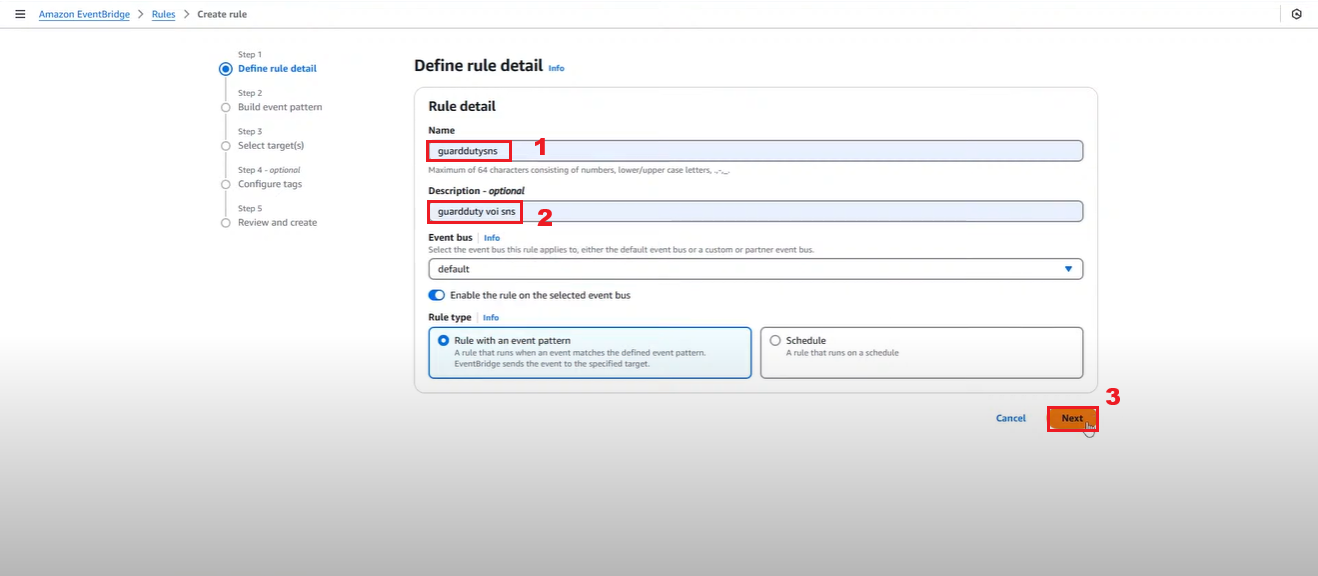 Amazon EventBridge > Rules > Create rule
Step 1
Define rule detail
Step 2
Build event pattern
Step 3
Select target(s)
Step 4 - optional
Configure tags
Step 5
Review and create
Define rule detail Info
Rule detail
Name
guarddutysns 1
Maximum of 64 characters consisting of numbers, lower/upper case letters, .,-,_.
Description - optional
guardduty voi sns 2
Event bus Info
Select the event bus this rule applies to, either the default event bus or a custom or partner event bus.
default
Enable the rule on the selected event bus
Rule type Info
Rule with an event pattern
A rule that runs when an event matches the defined event pattern.
EventBridge sends the event to the specified target.
Schedule
A rule that runs on a schedule
3
Cancel Next